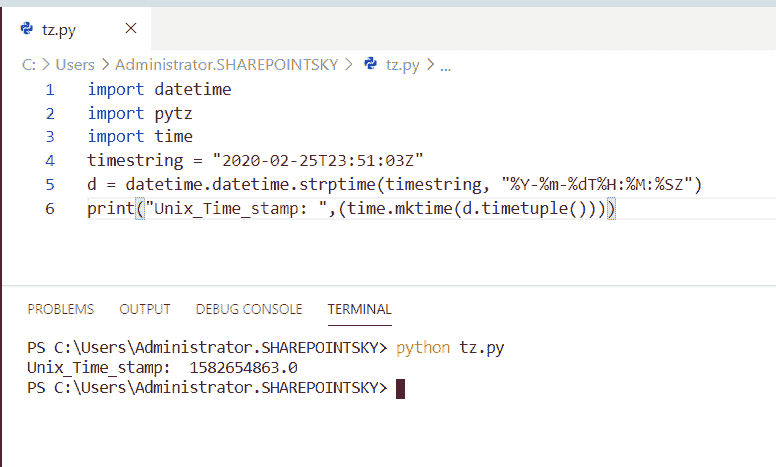 tz.py
C: > Users > Administrator.SHAREPOINTSKY > tz.py > ...
1 import datetime
2 import pytz
3 import time
4 timestring = "2020-02-25T23:51:03Z"
5 d = datetime.datetime.strptime(timestring, "%Y-%m-%dT%H:%M:%SZ")
6 print("Unix_Time_stamp: ",(time.mktime(d.timetuple())))
PROBLEMS OUTPUT DEBUG CONSOLE TERMINAL
PS C:\Users\Administrator.SHAREPOINTSKY> python tz.py
Unix_Time_stamp:  1582654863.0
PS C:\Users\Administrator.SHAREPOINTSKY>